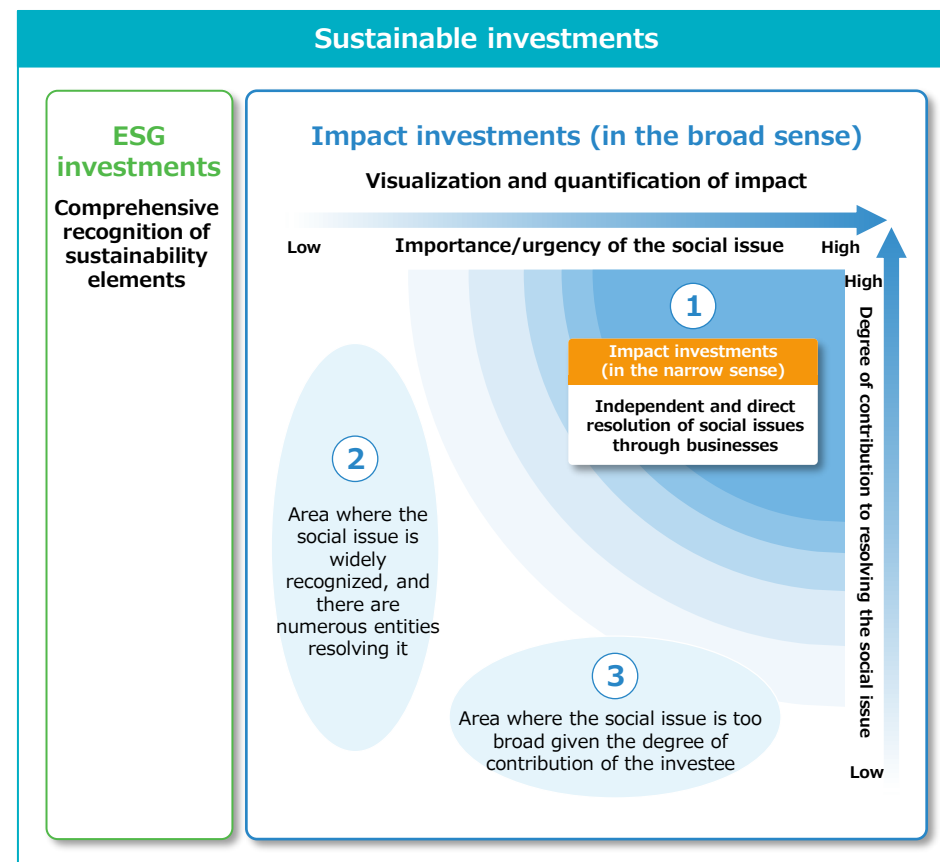 Sustainable investments
ESG
investments
Comprehensive
recognition of
sustainability
elements
Impact investments (in the broad sense)
Visualization and quantification of impact
Low
Importance/urgency of the social issue
High
High
Degree of contribution to resolving the social issue
Low
1
Impact investments
(in the narrow sense)
Independent and direct
resolution of social issues
through businesses
2
Area where the
social issue is
widely
recognized, and
there are
numerous entities
resolving it
3
Area where the social issue is too
broad given the degree of
contribution of the investee